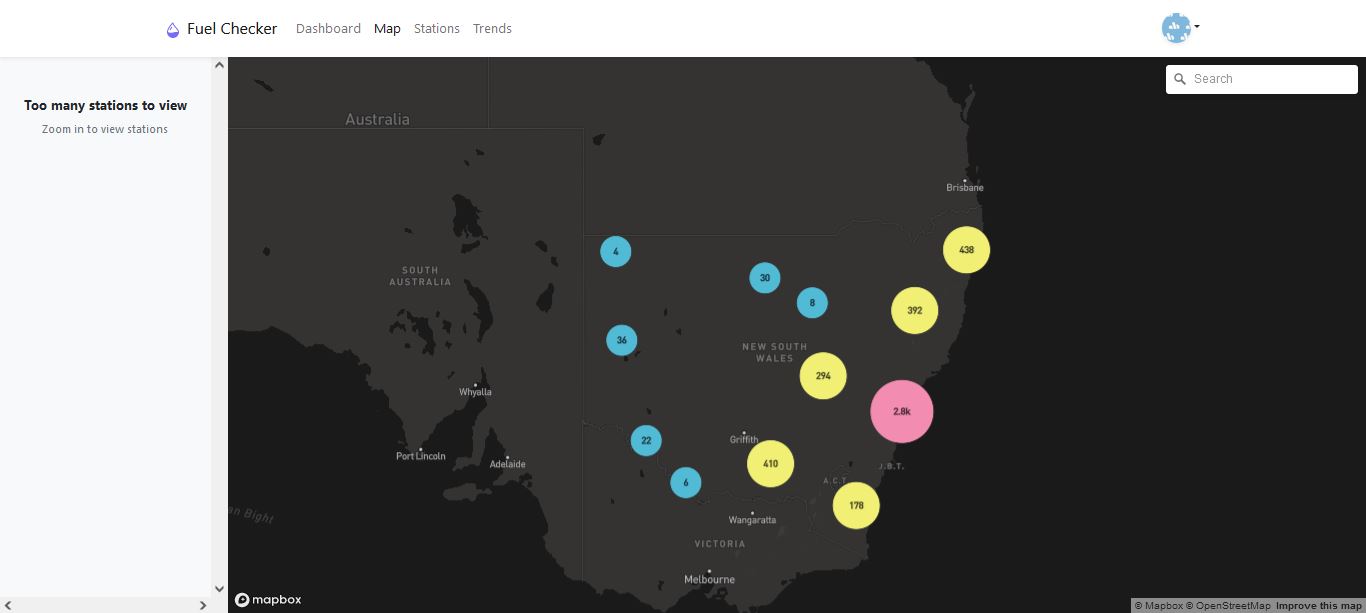 Fuel Checker Dashboard Map Stations Trends
Too many stations to view
Zoom in to view stations
Search
Australia
Brisbane
438
4
SOUTH
AUSTRALIA
30
8
392
36
NEW SOUTH
WALES
294
Whyalla
2.8k
22
Griffith
Port Lincoln
Adelaide
410
J.B.T.
6
A.C.T.
178
an Bight
Wangaratta
VICTORIA
Melbourne
mapbox
© Mapbox © OpenStreetMap Improve this map